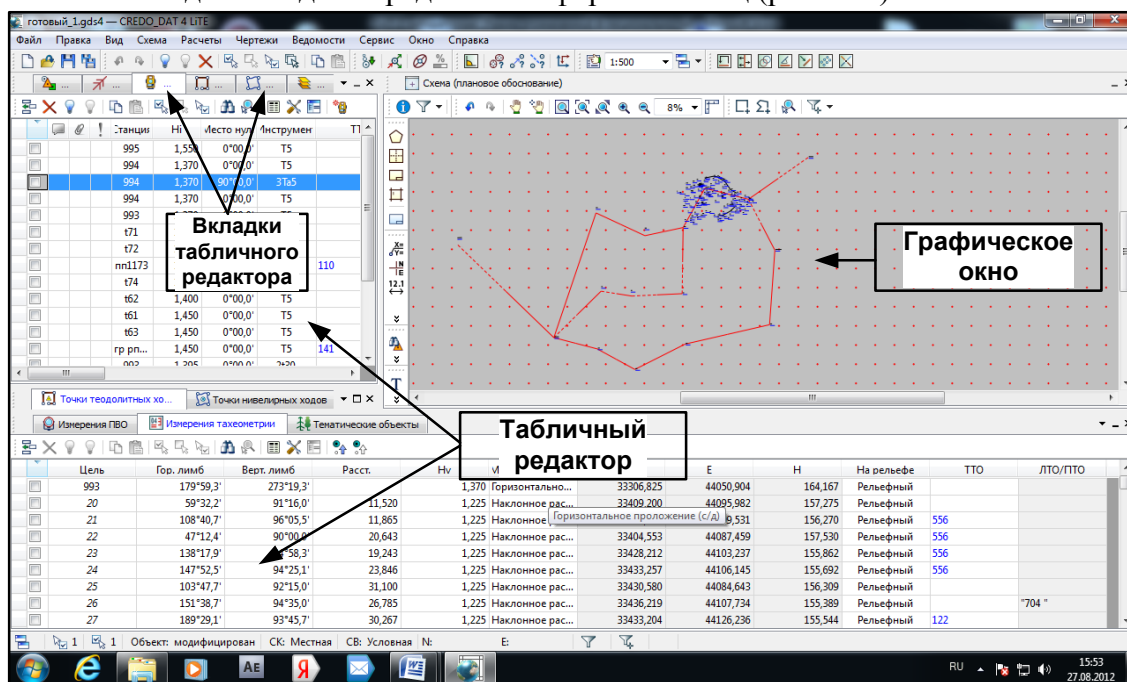 готовый_1.gds4 — CREDO_DAT 4 LiTE
Файл Правка Вид Схема Расчеты Чертежи Ведомости Сервис Окно Справка
1:500
Схема (плановое обоснование)
8%
Станция Hi Место нул Инструмен
995 1,550 0°00,0' T5
994 1,370 0°00,0' T5
994 1,370 90°00,0' 3Ta5
994 1,370 0°00,0' T5
993
t71
t72
пп1173 110
t74
t62 1,400 0°00,0' T5
t61 1,450 0°00,0' T5
t63 1,450 0°00,0' T5
гр рп... 1,450 0°00,0' T5 141
Вкладки
табличного
редактора
Графическое
окно
Точки теодолитных хо... Точки нивелирных ходов
Измерения ПВО Измерения тахеометрии Тематические объекты
Табличный
редактор
Цель Гор. лимб Верт. лимб Расст. Hv E H На рельефе ТТО ЛТО/ПТО
993 179°59,3' 273°19,3' 1,370 Горизонтально... 33306,825 44050,904 164,167 Рельефный
20 59°32,2' 91°16,0' 11,520 1,225 Наклонное рас... 33409,200 44095,982 157,275 Рельефный
21 108°40,7' 96°05,5' 11,865 1,225 Наклонное 9,531 156,270 Рельефный 556
Горизонтальное проложение (с/д)
22 47°12,4' 90°00,0' 20,643 1,225 Наклонное рас... 33404,553 44087,459 157,530 Рельефный 556
23 138°17,9' 58,3' 19,243 1,225 Наклонное рас... 33428,212 44103,237 155,862 Рельефный 556
24 147°52,5' 94°25,1' 23,846 1,225 Наклонное рас... 33433,257 44106,145 155,692 Рельефный 556
25 103°47,7' 92°15,0' 31,100 1,225 Наклонное рас... 33430,580 44084,643 156,309 Рельефный
26 151°38,7' 94°35,0' 26,785 1,225 Наклонное рас... 33436,219 44107,734 155,389 Рельефный "704 "
27 189°29,1' 93°45,7' 30,267 1,225 Наклонное рас... 33433,204 44126,236 155,544 Рельефный 122
1 1 Объект: модифицирован СК: Местная СВ: Условная N: E:
RU 15:53
27.08.2012